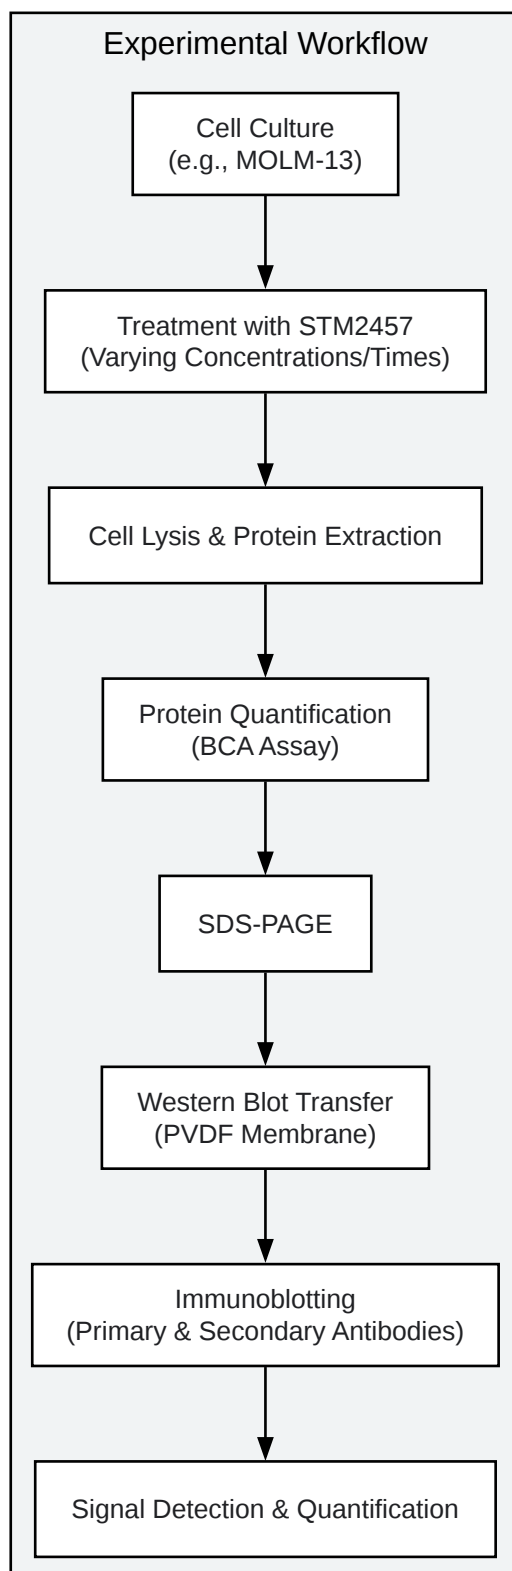 Experimental Workflow
Cell Culture
(e.g., MOLM-13)
Treatment with STM2457
(Varying Concentrations/Times)
Cell Lysis & Protein Extraction
Protein Quantification
(BCA Assay)
SDS-PAGE
Western Blot Transfer
(PVDF Membrane)
Immunoblotting
(Primary & Secondary Antibodies)
Signal Detection & Quantification